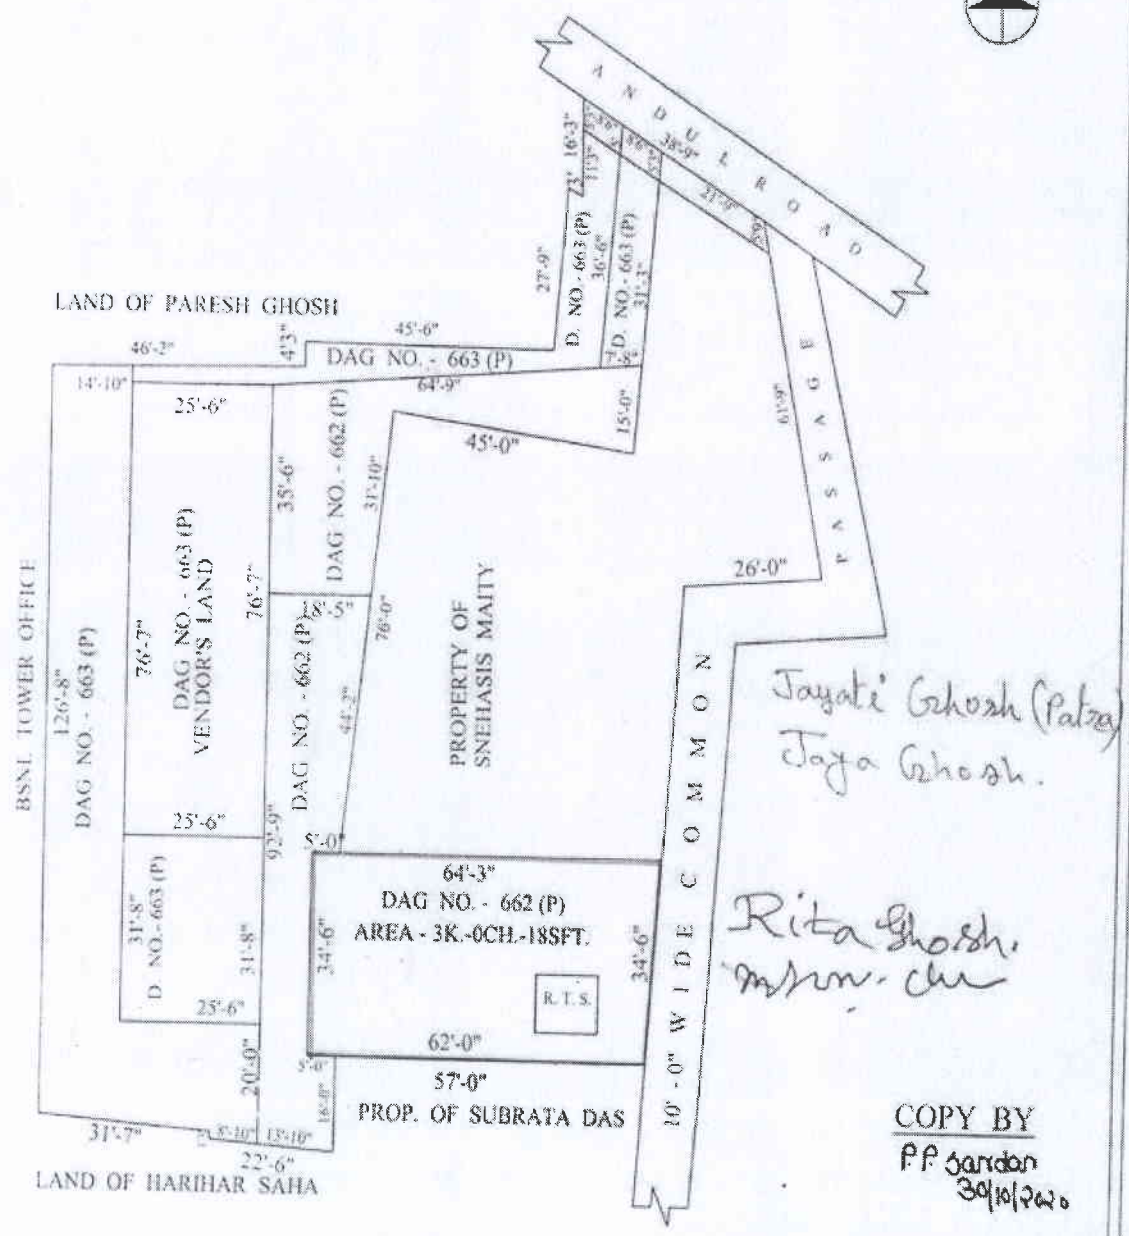 ANDUL ROAD
16'-3"
11'3"
38'-9"
21'-9"
27'-9"
D. NO.- 663 (P)
36'-6"
D. NO.- 663 (P)
31'-3"
7'-8"
LAND OF PARESH GHOSH
46'-2"
4'3"
45'-6"
DAG NO. - 663 (P)
64'-9"
14'-10"
25'-6"
15'-0"
45'-0"
61'-9"
PASSAGE
35'-6"
DAG NO. - 662 (P)
31'-10"
26'-0"
BSNL TOWER OFFICE
126'-8"
DAG NO. - 663 (P)
76'-7"
DAG NO. - 663 (P)
VENDOR'S LAND
76'-7"
8'-5"
76'-0"
DAG NO. - 662 (P)
44'-2"
PROPERTY OF
SNEHASIS MAITY
10'-0" WIDE COMMON
Jayati Ghosh (Patra)
Jaya Ghosh.
25'-6"
92'-9"
5'-0"
64'-3"
DAG NO. - 662 (P)
AREA - 3K.-0CH.-18SFT.
31'-8"
D. NO.-663 (P)
31'-8"
34'-6"
34'-6"
R. T. S.
Rita Ghosh.
25'-6"
62'-0"
20'-0"
5'-0"
16'-0"
57'-0"
PROP. OF SUBRATA DAS
31'-7"
8'-10"
13'-10"
22'-6"
LAND OF HARIHAR SAHA
COPY BY
P.P. Sardar
30/10/2020